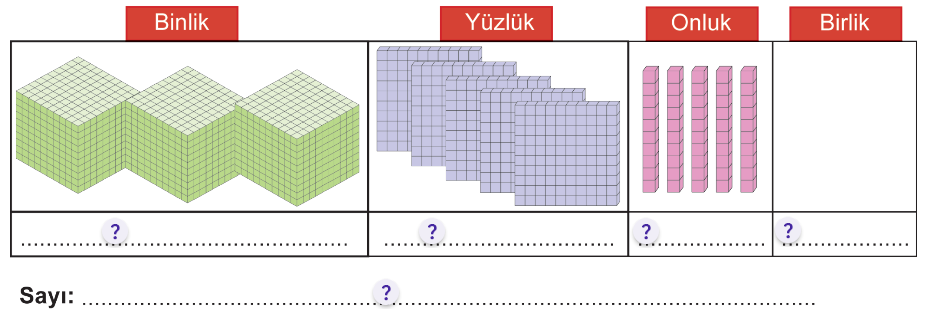 Binlik Yüzlük Onluk Birlik
? ? ? ?
Sayı: ?